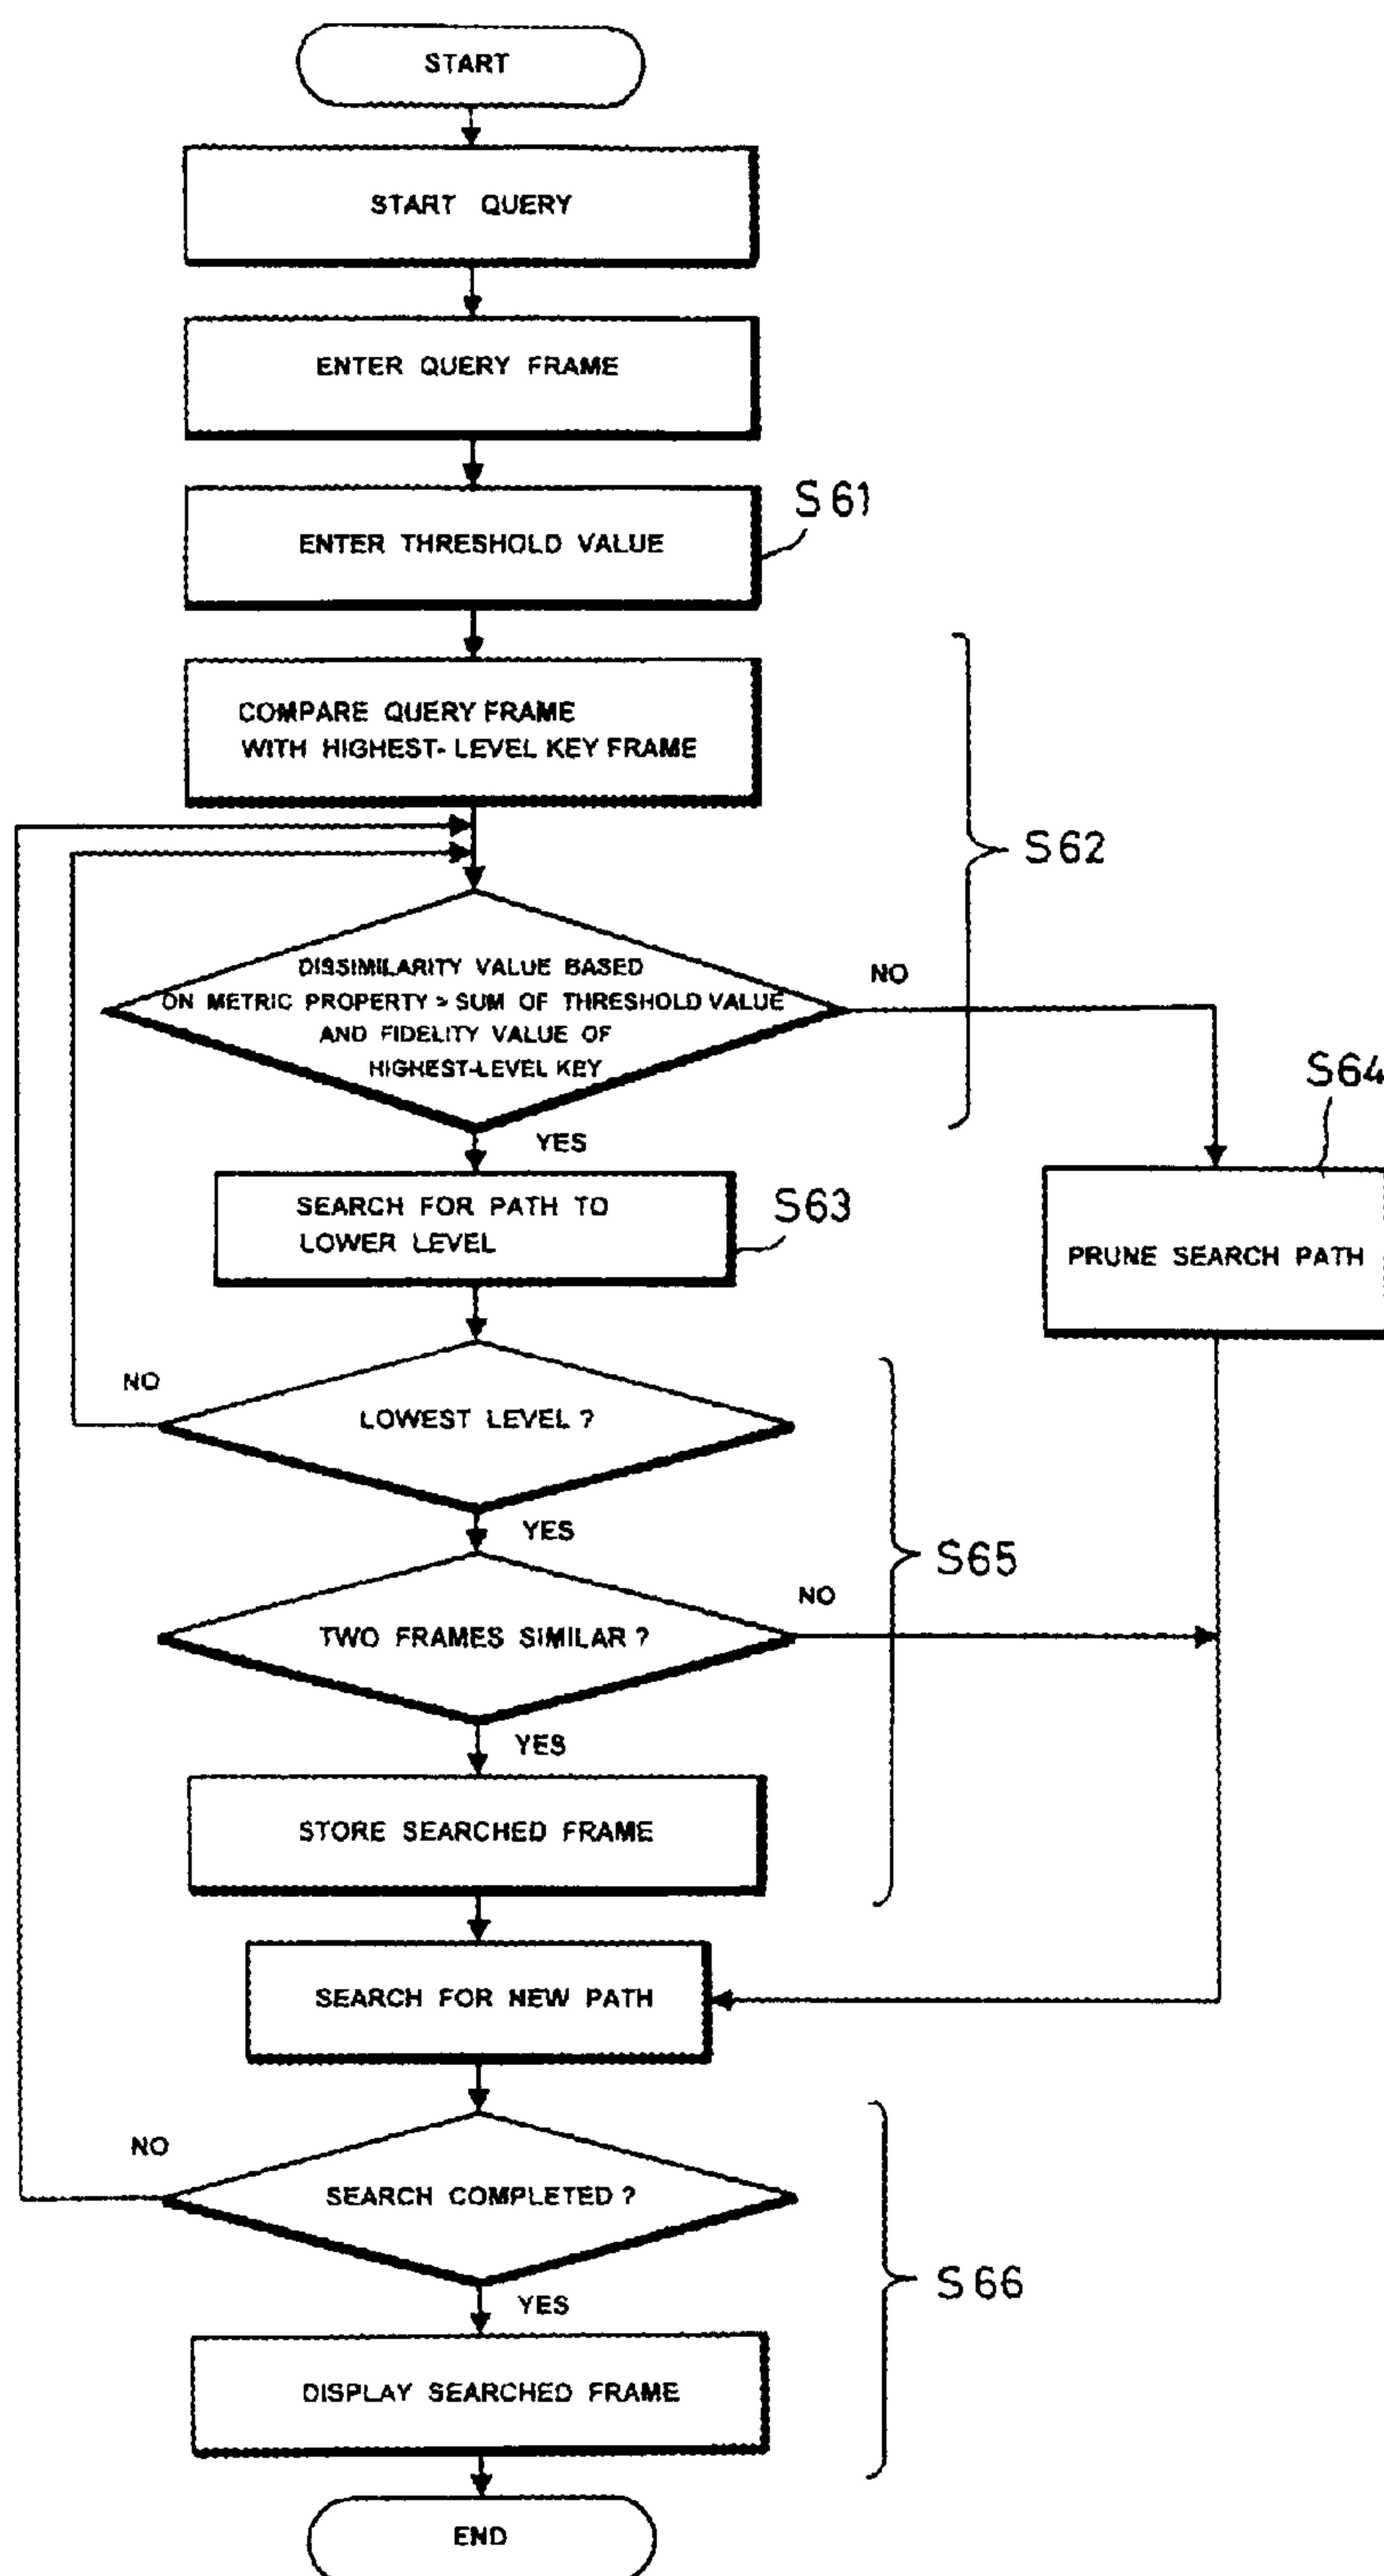 START
START QUERY
ENTER QUERY FRAME
ENTER THRESHOLD VALUE
S61
COMPARE QUERY FRAME
WITH HIGHEST-LEVEL KEY FRAME
S62
DISSIMILARITY VALUE BASED
ON METRIC PROPERTY > SUM OF THRESHOLD VALUE
AND FIDELITY VALUE OF
HIGHEST-LEVEL KEY
NO
S64
YES
SEARCH FOR PATH TO
LOWER LEVEL
S63
PRUNE SEARCH PATH
NO
LOWEST LEVEL ?
YES
S65
TWO FRAMES SIMILAR ?
NO
YES
STORE SEARCHED FRAME
SEARCH FOR NEW PATH
NO
SEARCH COMPLETED ?
YES
S66
DISPLAY SEARCHED FRAME
END